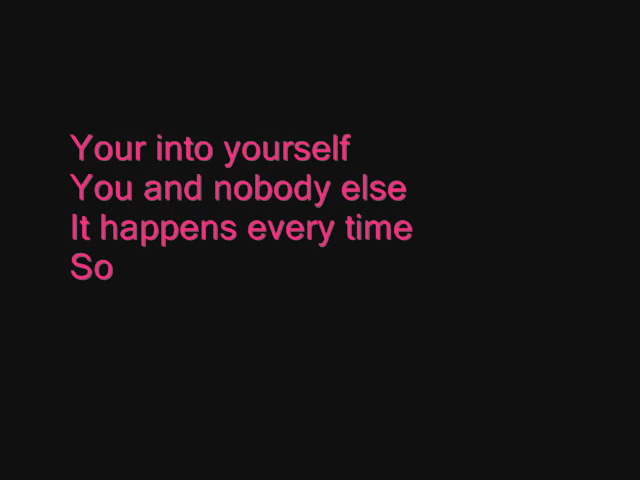 Your into yourself
You and nobody else
It happens every time
So